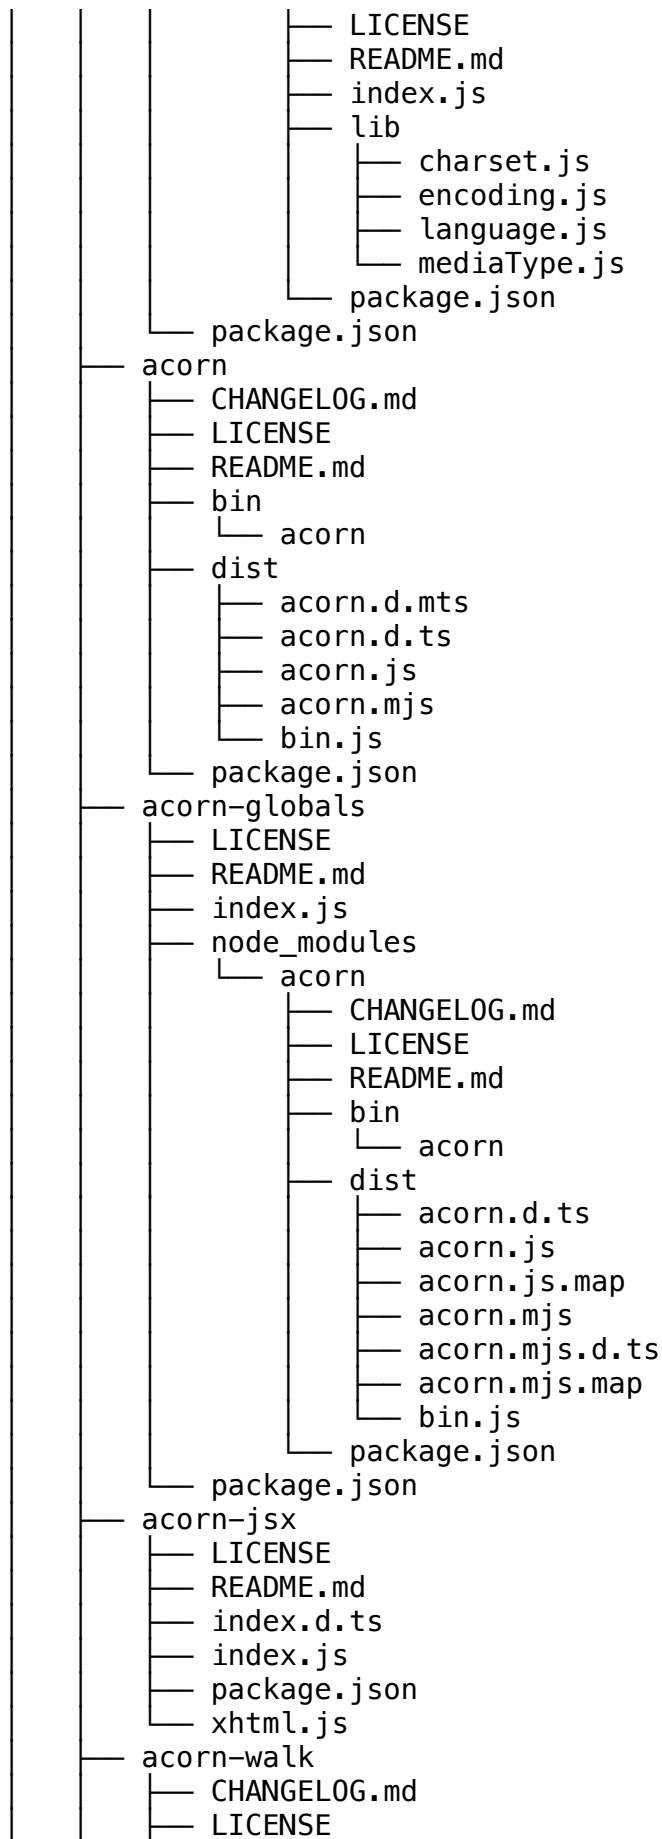 │   │   │       ├── LICENSE
│   │   │       ├── README.md
│   │   │       ├── index.js
│   │   │       ├── lib
│   │   │       │   ├── charset.js
│   │   │       │   ├── encoding.js
│   │   │       │   ├── language.js
│   │   │       │   └── mediaType.js
│   │   │       └── package.json
│   │   └── package.json
│   ├── acorn
│   │   ├── CHANGELOG.md
│   │   ├── LICENSE
│   │   ├── README.md
│   │   ├── bin
│   │   │   └── acorn
│   │   ├── dist
│   │   │   ├── acorn.d.mts
│   │   │   ├── acorn.d.ts
│   │   │   ├── acorn.js
│   │   │   ├── acorn.mjs
│   │   │   └── bin.js
│   │   └── package.json
│   ├── acorn-globals
│   │   ├── LICENSE
│   │   ├── README.md
│   │   ├── index.js
│   │   ├── node_modules
│   │   │   └── acorn
│   │   │       ├── CHANGELOG.md
│   │   │       ├── LICENSE
│   │   │       ├── README.md
│   │   │       ├── bin
│   │   │       │   └── acorn
│   │   │       ├── dist
│   │   │       │   ├── acorn.d.ts
│   │   │       │   ├── acorn.js
│   │   │       │   ├── acorn.js.map
│   │   │       │   ├── acorn.mjs
│   │   │       │   ├── acorn.mjs.d.ts
│   │   │       │   ├── acorn.mjs.map
│   │   │       │   └── bin.js
│   │   │       └── package.json
│   │   └── package.json
│   ├── acorn-jsx
│   │   ├── LICENSE
│   │   ├── README.md
│   │   ├── index.d.ts
│   │   ├── index.js
│   │   ├── package.json
│   │   └── xhtml.js
│   ├── acorn-walk
│   │   ├── CHANGELOG.md
│   │   ├── LICENSE